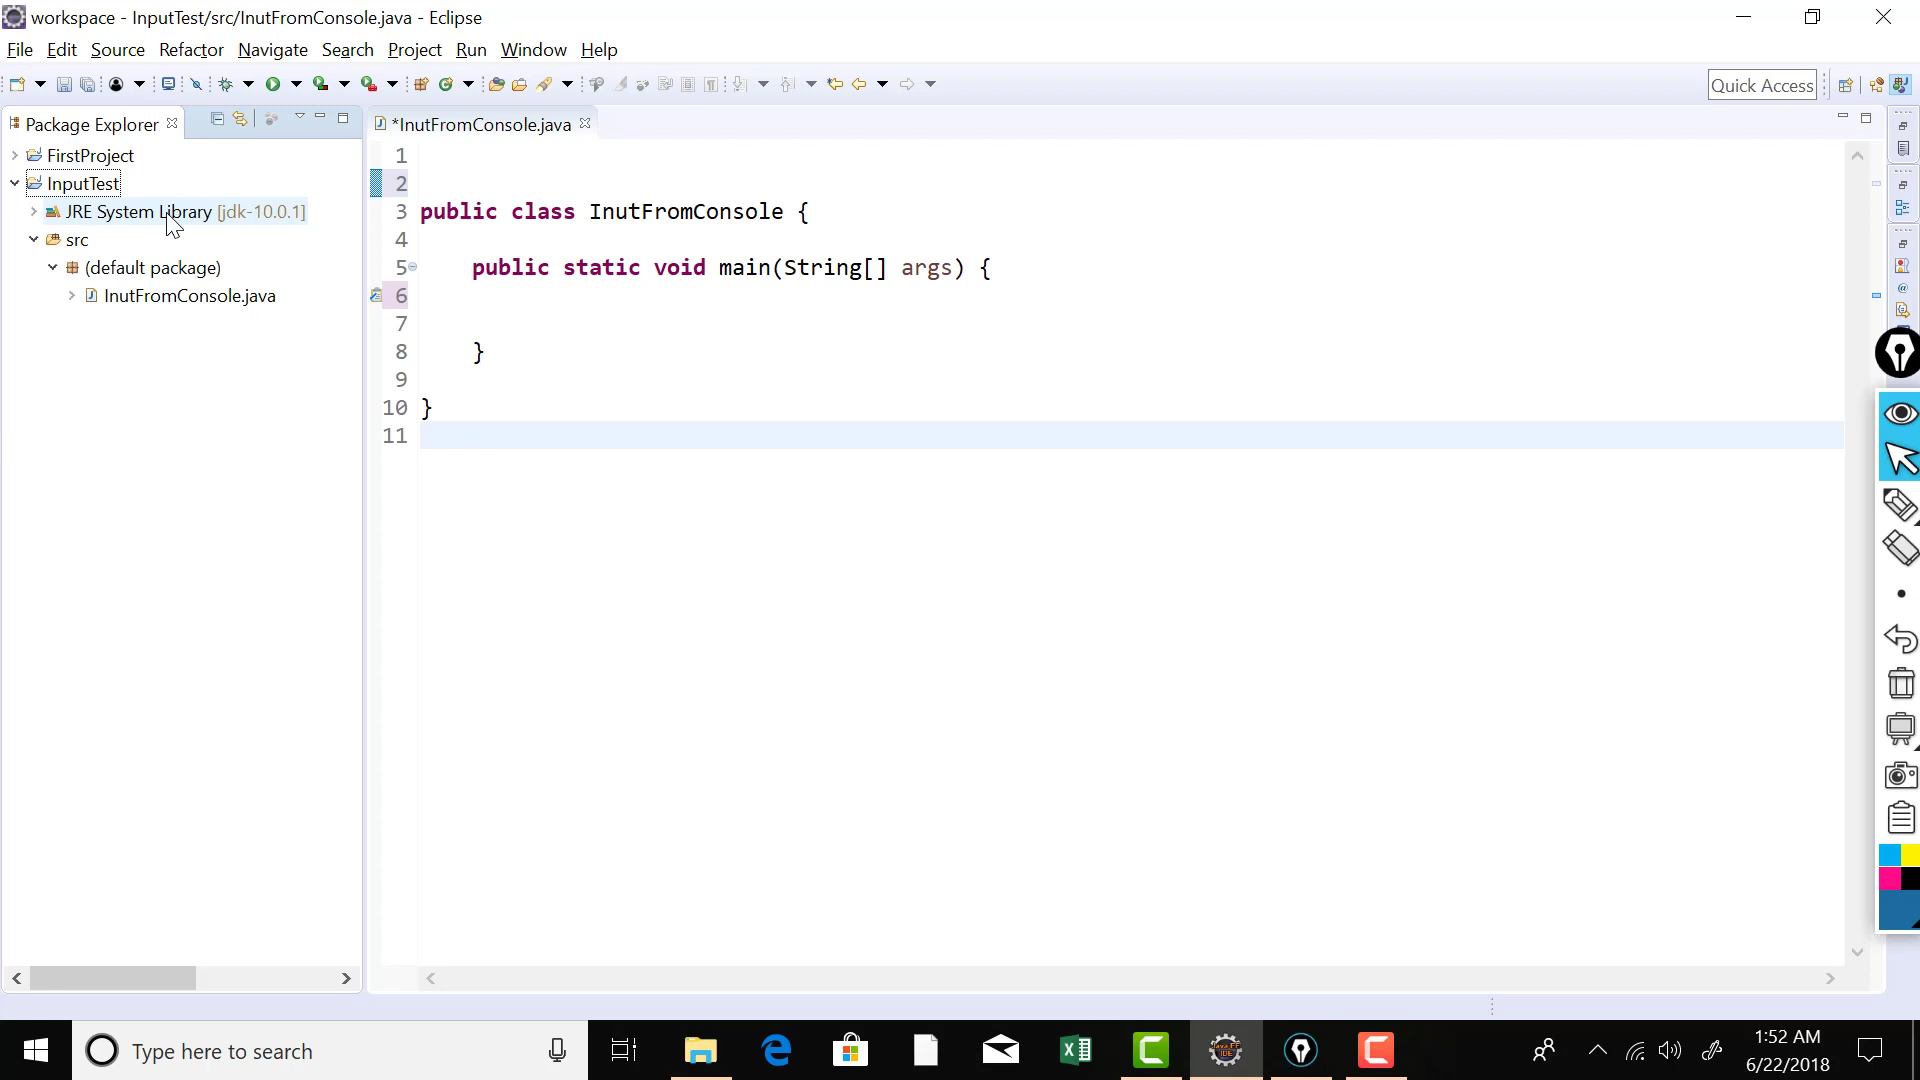 workspace - InputTest/src/InutFromConsole.java - Eclipse
File Edit Source Refactor Navigate Search Project Run Window Help
Quick Access
Package Explorer
*InutFromConsole.java
FirstProject
InputTest
JRE System Library [jdk-10.0.1]
src
(default package)
InutFromConsole.java
1
2
3 public class InutFromConsole {
4
5 public static void main(String[] args) {
6
7
8 }
9
10 }
11
Type here to search
1:52 AM
6/22/2018